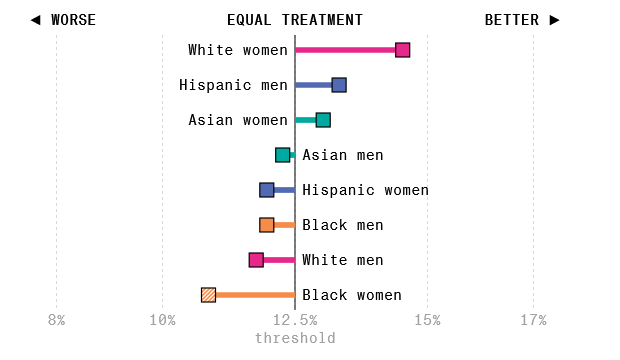 ◄ WORSE EQUAL TREATMENT BETTER ►
White women
Hispanic men
Asian women
Asian men
Hispanic women
Black men
White men
Black women
8% 10% 12.5% 15% 17%
threshold